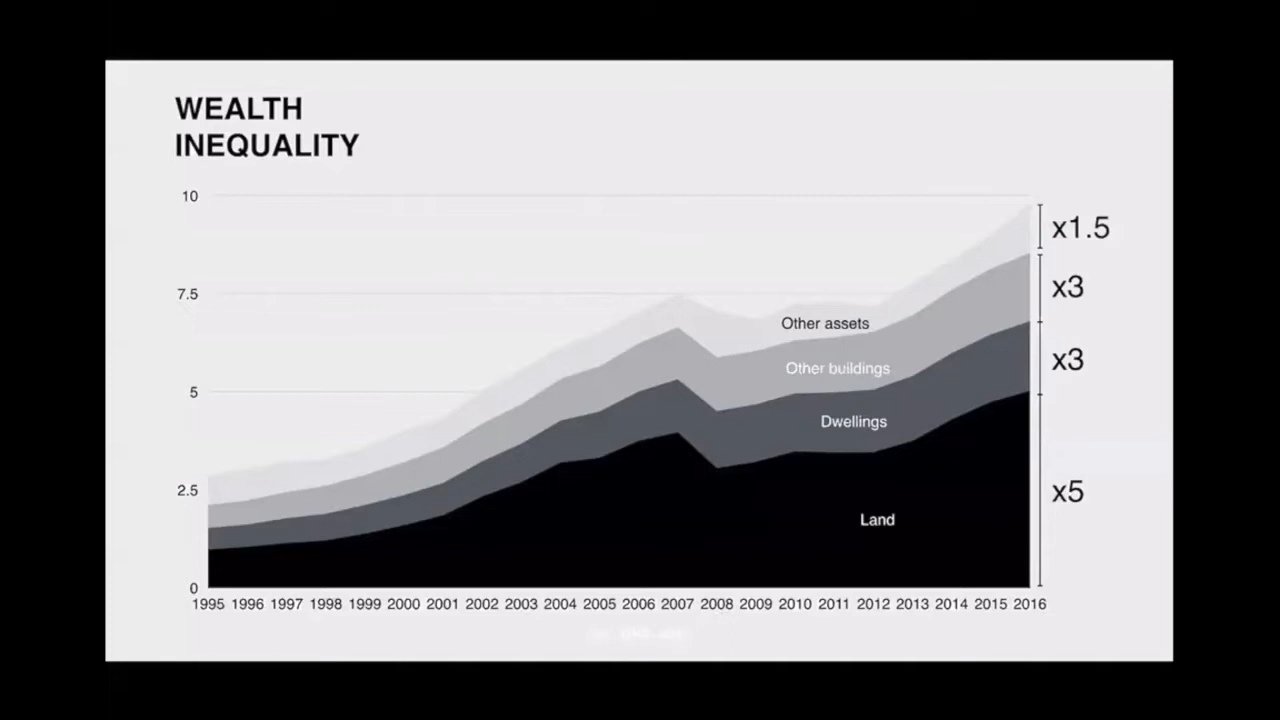 WEALTH
INEQUALITY
10
7.5
5
2.5
0
Other assets
Other buildings
Dwellings
Land
x1.5
x3
x3
x5
1995 1996 1997 1998 1999 2000 2001 2002 2003 2004 2005 2006 2007 2008 2009 2010 2011 2012 2013 2014 2015 2016